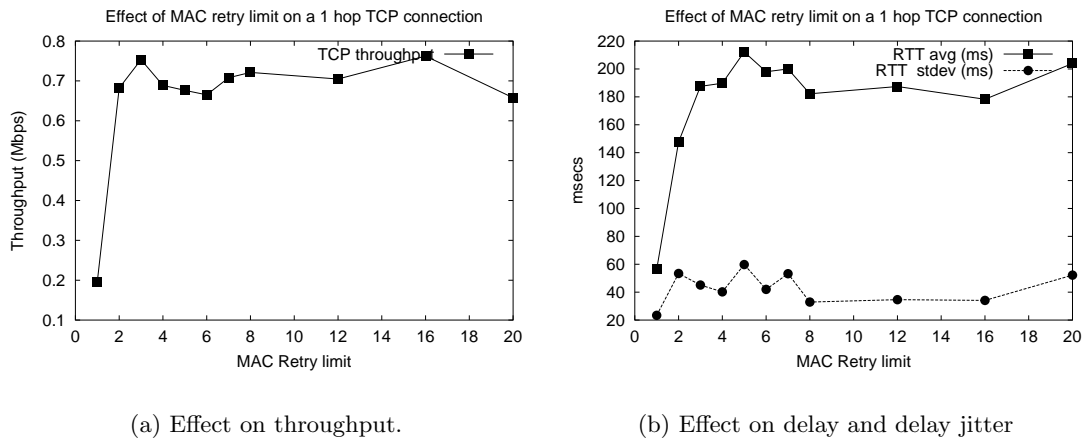 Effect of MAC retry limit on a 1 hop TCP connection
TCP throughput
0.8
0.7
0.6
0.5
0.4
0.3
0.2
0.1
Throughput (Mbps)
0 2 4 6 8 10 12 14 16 18 20
MAC Retry limit
(a) Effect on throughput.
Effect of MAC retry limit on a 1 hop TCP connection
RTT avg (ms)
RTT stdev (ms)
220
200
180
160
140
120
100
80
60
40
20
msecs
0 2 4 6 8 10 12 14 16 18 20
MAC Retry limit
(b) Effect on delay and delay jitter